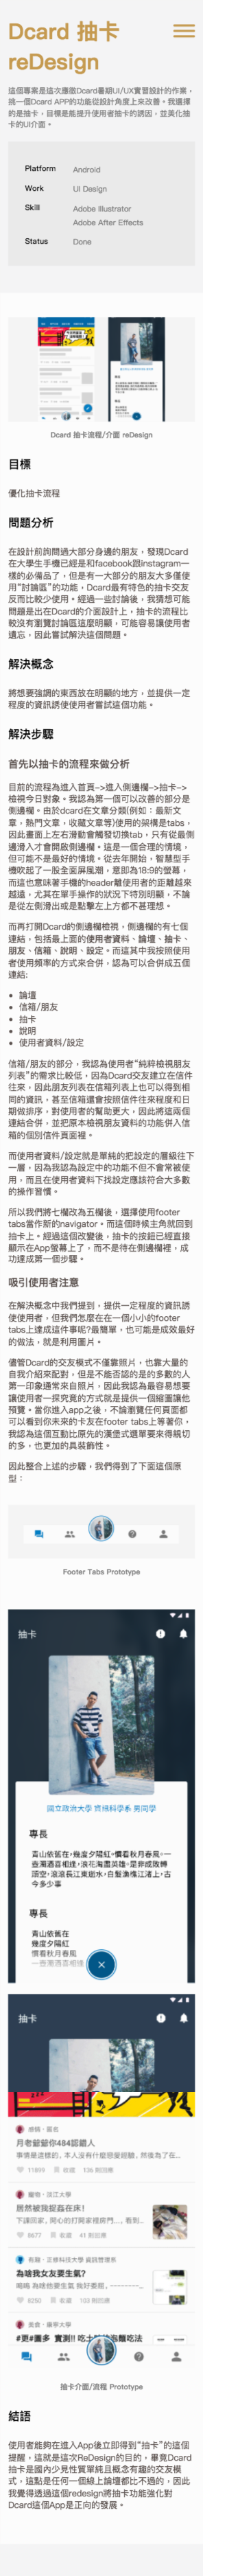 Dcard 抽卡
reDesign
這個專案是這次應徵Dcard暑期UI/UX實習設計的作業，
挑一個Dcard APP的功能從設計角度上來改善。我選擇
的是抽卡，目標是能提升使用者抽卡的誘因，並美化抽
卡的UI介面。
Platform Android
Work UI Design
Skill Adobe Illustrator
Adobe After Effects
Status Done
Dcard 抽卡流程/介面 reDesign
目標
優化抽卡流程
問題分析
在設計前詢問過大部分身邊的朋友，發現Dcard
在大學生手機已經是和facebook跟instagram一
樣的必備品了，但是有一大部分的朋友大多僅使
用“討論區”的功能，Dcard最有特色的抽卡交友
反而比較少使用。經過一些討論後，我猜想可能
問題是出在Dcard的介面設計上，抽卡的流程比
較沒有瀏覽討論區這麼明顯，可能容易讓使用者
遺忘，因此嘗試解決這個問題。
解決概念
將想要強調的東西放在明顯的地方，並提供一定
程度的資訊誘使使用者嘗試這個功能。
解決步驟
首先以抽卡的流程來做分析
目前的流程為進入首頁–>進入側邊欄–>抽卡–>
檢視今日對象。我認為第一個可以改善的部分是
側邊欄。由於dcard在文章分類(例如：最新文
章，熱門文章，收藏文章等)使用的架構是tabs，
因此畫面上左右滑動會觸發切換tab，只有從最側
邊滑入才會開啟側邊欄。這是一個合理的情境，
但可能不是最好的情境。從去年開始，智慧型手
機吹起了一股全面屏風潮，意即為18:9的螢幕，
而這也意味著手機的header離使用者的距離越來
越遠，尤其在單手操作的狀況下特別明顯，不論
是從左側滑出或是點擊左上方都不甚理想。
而再打開Dcard的側邊欄檢視，側邊欄的有七個
連結，包括最上面的使用者資料、論壇、抽卡、
朋友、信箱、說明、設定。而這其中我按照使用者
使用頻率的方式來合併，認為可以合併成五個
連結:
論壇
信箱/朋友
抽卡
說明
使用者資料/設定
信箱/朋友的部分，我認為使用者“純粹檢視朋友
列表”的需求比較低，因為Dcard交友建立在信件
往來，因此朋友列表在信箱列表上也可以得到相
同的資訊，甚至信箱還會按照信件往來程度和日
期做排序，對使用者的幫助更大，因此將這兩個
連結合併，並把原本檢視朋友資料的功能併入信
箱的個別信件頁面裡。
而使用者資料/設定就是單純的把設定的層級往下
一層，因為我認為設定中的功能不但不會常被使
用，而且在使用者資料下找設定應該符合大多數
的操作習慣。
所以我們將七欄改為五欄後，選擇使用footer
tabs當作新的navigator。而這個時候主角就回到
抽卡上。經過這個改變後，抽卡的按鈕已經直接
顯示在App螢幕上了，而不是待在側邊欄裡，成
功達成第一個步驟。
吸引使用者注意
在解決概念中我們提到，提供一定程度的資訊誘
使使用者，但我們怎麼在在一個小小的footer
tabs上達成這件事呢?最簡單，也可能是成效最好
的做法，就是利用圖片。
儘管Dcard的交友模式不僅靠照片，也靠大量的
自我介紹來配對，但是不能否認的是的多數的人
第一印象通常來自照片，因此我認為最容易想要
讓使用者一探究竟的方式就是提供一個縮圖讓他
預覽。當你進入app之後，不論瀏覽任何頁面都
可以看到你未來的卡友在footer tabs上等著你，
我認為這個互動比原先的漢堡式選單要來得親切
的多，也更加的具裝飾性。
因此整合上述的步驟，我們得到了下面這個原
型：
Footer Tabs Prototype
抽卡
國立政治大學 資訊科學系 男同學
專長
青山依舊在，幾度夕陽紅。慣看秋月春風。一
壺濁酒喜相逢，浪花淘盡英雄。是非成敗轉
頭空，滾滾長江東逝水，白髮漁樵江渚上，古
今多少事
專長
青山依舊在
幾度夕陽紅
慣看秋月春風
一壺濁酒喜相逢
抽卡
月老爺爺你484認錯人
居然被我捉蟲在床!
8677
為啥我女友要生氣?
8250
抽卡介面/流程 Prototype
結語
使用者能夠在進入App後立即得到“抽卡”的這個
提醒，這就是這次ReDesign的目的，畢竟Dcard
抽卡是國內少見性質單純且概念有趣的交友模
式，這點是任何一個線上論壇都比不過的，因此
我覺得透過這個redesign將抽卡功能強化對
Dcard這個App是正向的發展。